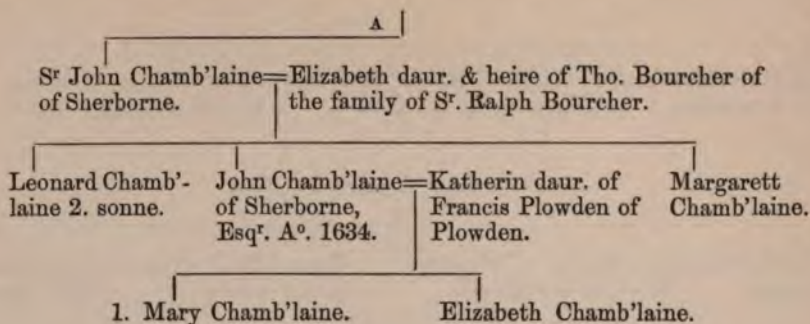 A
Sʳ John Chamb'laine=Elizabeth daur. & heire of Tho. Bourcher of
of Sherborne. the family of Sʳ. Ralph Bourcher.
Leonard Chamb'- John Chamb'laine=Katherin daur. of Margarett
laine 2. sonne. of Sherborne, Francis Plowden of Chamb'laine.
Esqʳ. Aº. 1634. Plowden.
1. Mary Chamb'laine. Elizabeth Chamb'laine.